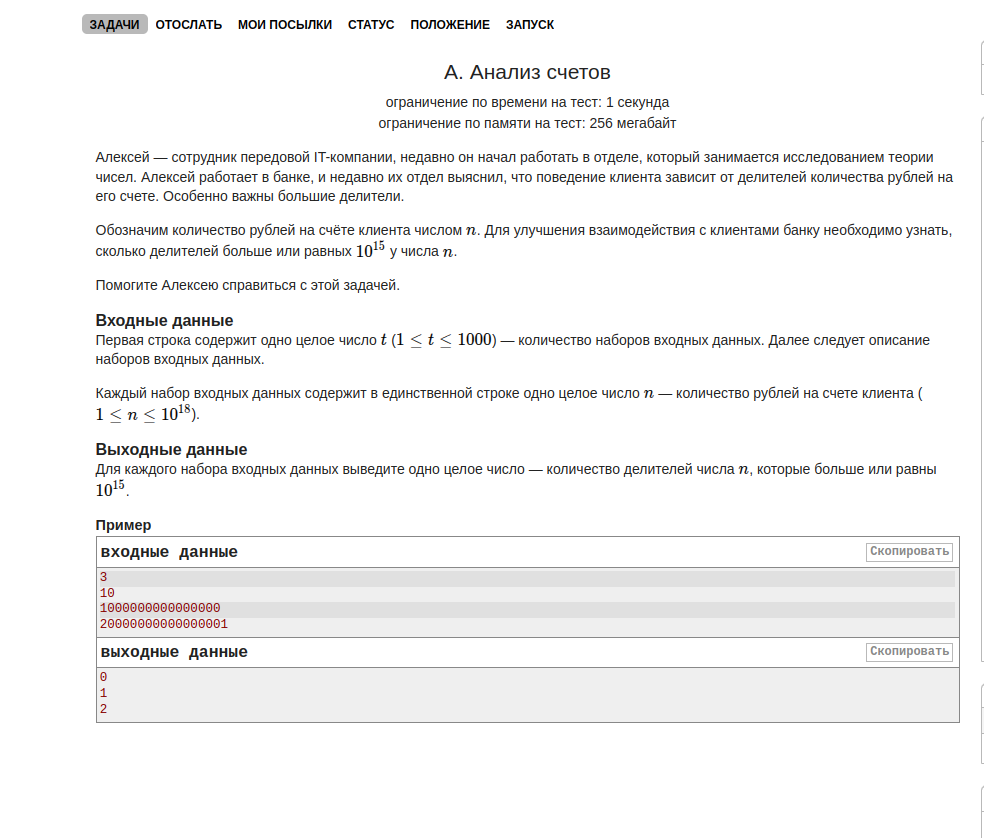 ЗАДАЧИ ОТОСЛАТЬ МОИ ПОСЫЛКИ СТАТУС ПОЛОЖЕНИЕ ЗАПУСК
А. Анализ счетов
ограничение по времени на тест: 1 секунда
ограничение по памяти на тест: 256 мегабайт
Алексей — сотрудник передовой IT-компании, недавно он начал работать в отделе, который занимается исследованием теории
чисел. Алексей работает в банке, и недавно их отдел выяснил, что поведение клиента зависит от делителей количества рублей на
его счете. Особенно важны большие делители.
Обозначим количество рублей на счёте клиента числом n. Для улучшения взаимодействия с клиентами банку необходимо узнать,
сколько делителей больше или равных 10^15 у числа n.
Помогите Алексею справиться с этой задачей.
Входные данные
Первая строка содержит одно целое число t (1 ≤ t ≤ 1000) — количество наборов входных данных. Далее следует описание
наборов входных данных.
Каждый набор входных данных содержит в единственной строке одно целое число n — количество рублей на счете клиента (
1 ≤ n ≤ 10^18).
Выходные данные
Для каждого набора входных данных выведите одно целое число — количество делителей числа n, которые больше или равны
10^15.
Пример
входные данные Скопировать
3
10
1000000000000000
20000000000000001
выходные данные Скопировать
0
1
2